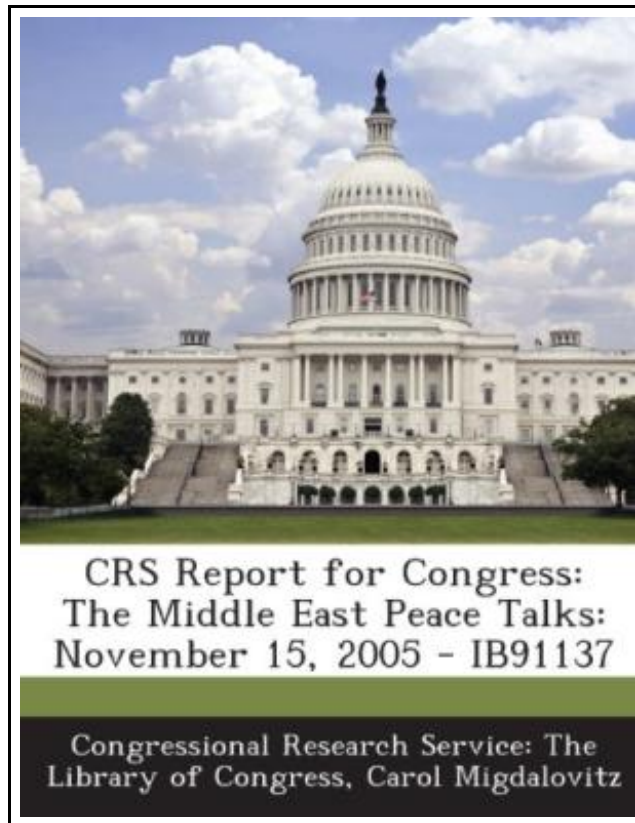 CRS Report for Congress:
The Middle East Peace Talks:
November 15, 2005 - IB91137
Congressional Research Service: The
Library of Congress, Carol Migdalovitz